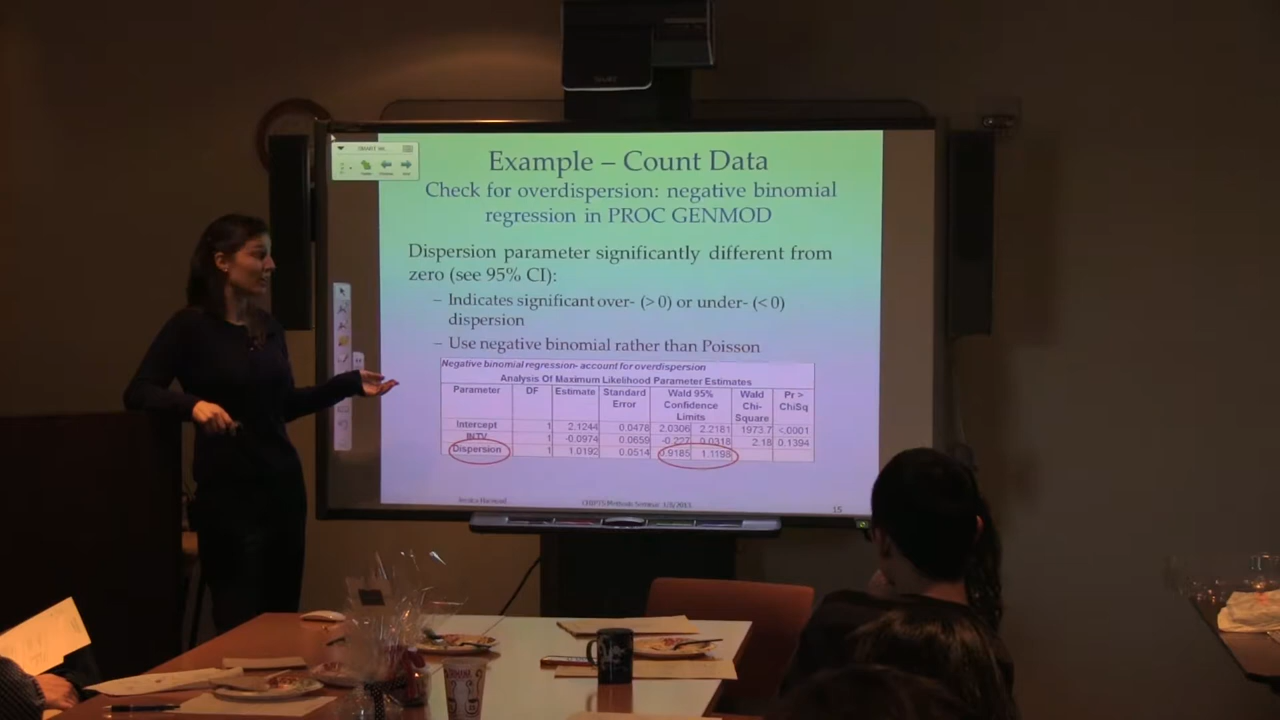 Example – Count Data
Check for overdispersion: negative binomial
regression in PROC GENMOD
Dispersion parameter significantly different from
zero (see 95% CI):
– Indicates significant over- (> 0) or under- (< 0)
dispersion
– Use negative binomial rather than Poisson
Negative binomial regression- account for overdispersion
Analysis Of Maximum Likelihood Parameter Estimates
Parameter DF Estimate Standard Error Wald 95% Confidence Limits Wald Chi-Square Pr > ChiSq
Intercept 1 2.1244 0.0478 2.0306 2.2181 1973.7 <.0001
INTV 1 -0.0974 0.0659 -0.227 0.0318 2.18 0.1394
Dispersion 1 1.0192 0.0514 0.9185 1.1198
15